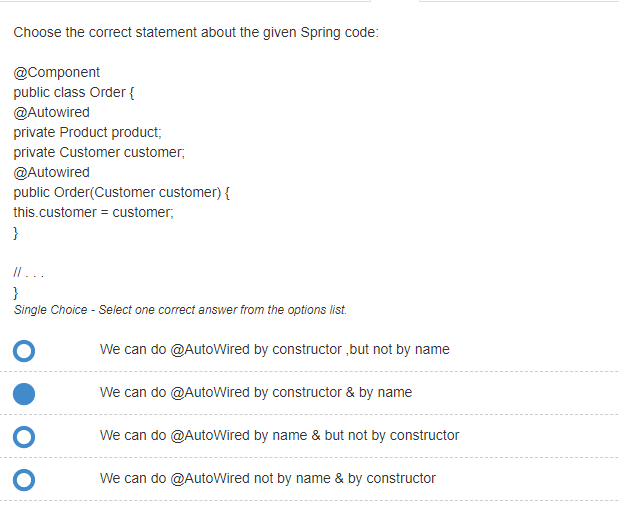 Choose the correct statement about the given Spring code:
@Component
public class Order {
@Autowired
private Product product;
private Customer customer;
@Autowired
public Order(Customer customer) {
this.customer = customer;
}
// . . .
}
Single Choice - Select one correct answer from the options list.
We can do @AutoWired by constructor ,but not by name
We can do @AutoWired by constructor & by name
We can do @AutoWired by name & but not by constructor
We can do @AutoWired not by name & by constructor